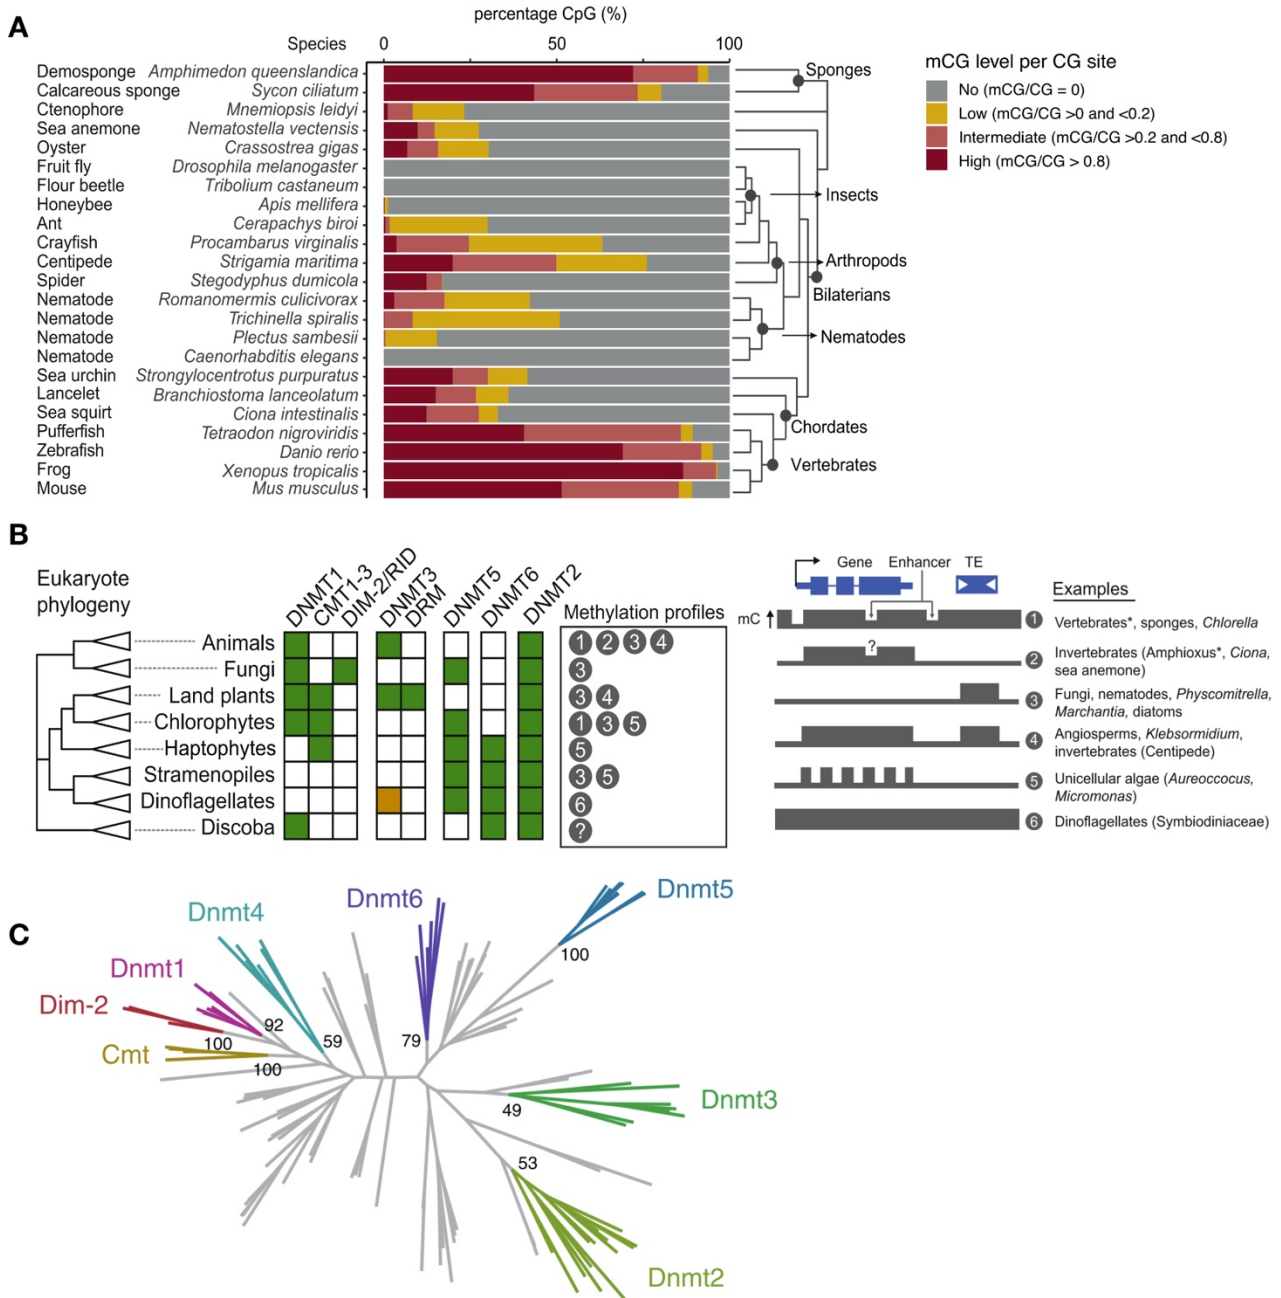 A
percentage CpG (%)
Species 0 50 100
Demosponge Amphimedon queenslandica
Calcareous sponge Sycon ciliatum
Ctenophore Mnemiopsis leidyi
Sea anemone Nematostella vectensis
Oyster Crassostrea gigas
Fruit fly Drosophila melanogaster
Flour beetle Tribolium castaneum
Honeybee Apis mellifera
Ant Cerapachys biroi
Crayfish Procambarus virginalis
Centipede Strigamia maritima
Spider Stegodyphus dumicola
Nematode Romanomermis culicivorax
Nematode Trichinella spiralis
Nematode Plectus sambesii
Nematode Caenorhabditis elegans
Sea urchin Strongylocentrotus purpuratus
Lancelet Branchiostoma lanceolatum
Sea squirt Ciona intestinalis
Pufferfish Tetraodon nigroviridis
Zebrafish Danio rerio
Frog Xenopus tropicalis
Mouse Mus musculus
Sponges
Insects
Arthropods
Bilaterians
Nematodes
Chordates
Vertebrates
mCG level per CG site
No (mCG/CG = 0)
Low (mCG/CG >0 and <0.2)
Intermediate (mCG/CG >0.2 and <0.8)
High (mCG/CG > 0.8)
B
Eukaryote
phylogeny
DNMT1
CMT1-3
DIM-2/RID
DNMT3
DRM
DNMT5
DNMT6
DNMT2
Methylation profiles
Animals 1 2 3 4
Fungi 3
Land plants 3 4
Chlorophytes 1 3 5
Haptophytes 5
Stramenopiles 3 5
Dinoflagellates 6
Discoba ?
Gene Enhancer TE
Examples
mC
1 Vertebrates*, sponges, Chlorella
?
2 Invertebrates (Amphioxus*, Ciona,
sea anemone)
3 Fungi, nematodes, Physcomitrella,
Marchantia, diatoms
4 Angiosperms, Klebsormidium,
invertebrates (Centipede)
5 Unicellular algae (Aureoccocus,
Micromonas)
6 Dinoflagellates (Symbiodiniaceae)
C
Dnmt6
Dnmt5
Dnmt4
Dnmt1
Dim-2
Cmt
Dnmt3
Dnmt2
100
92
100
100
59
79
49
53